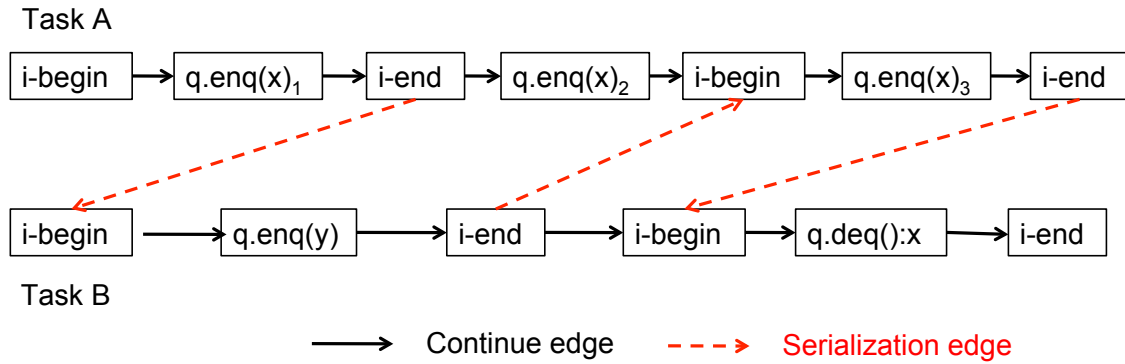 Task A
i-begin q.enq(x)₁ i-end q.enq(x)₂ i-begin q.enq(x)₃ i-end
i-begin q.enq(y) i-end i-begin q.deq():x i-end
Task B
Continue edge Serialization edge